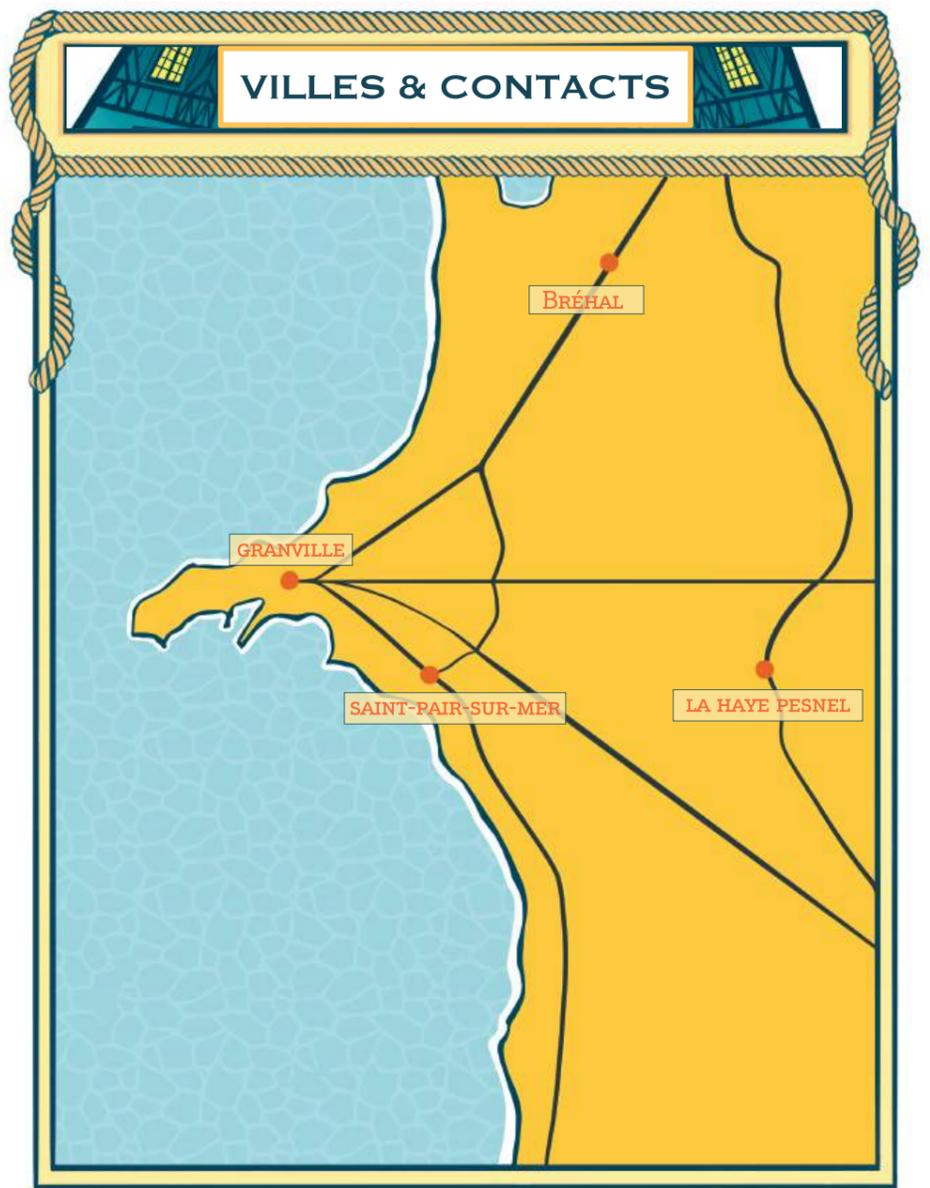 VILLES & CONTACTS
BRÉHAL
GRANVILLE
SAINT-PAIR-SUR-MER
LA HAYE PESNEL